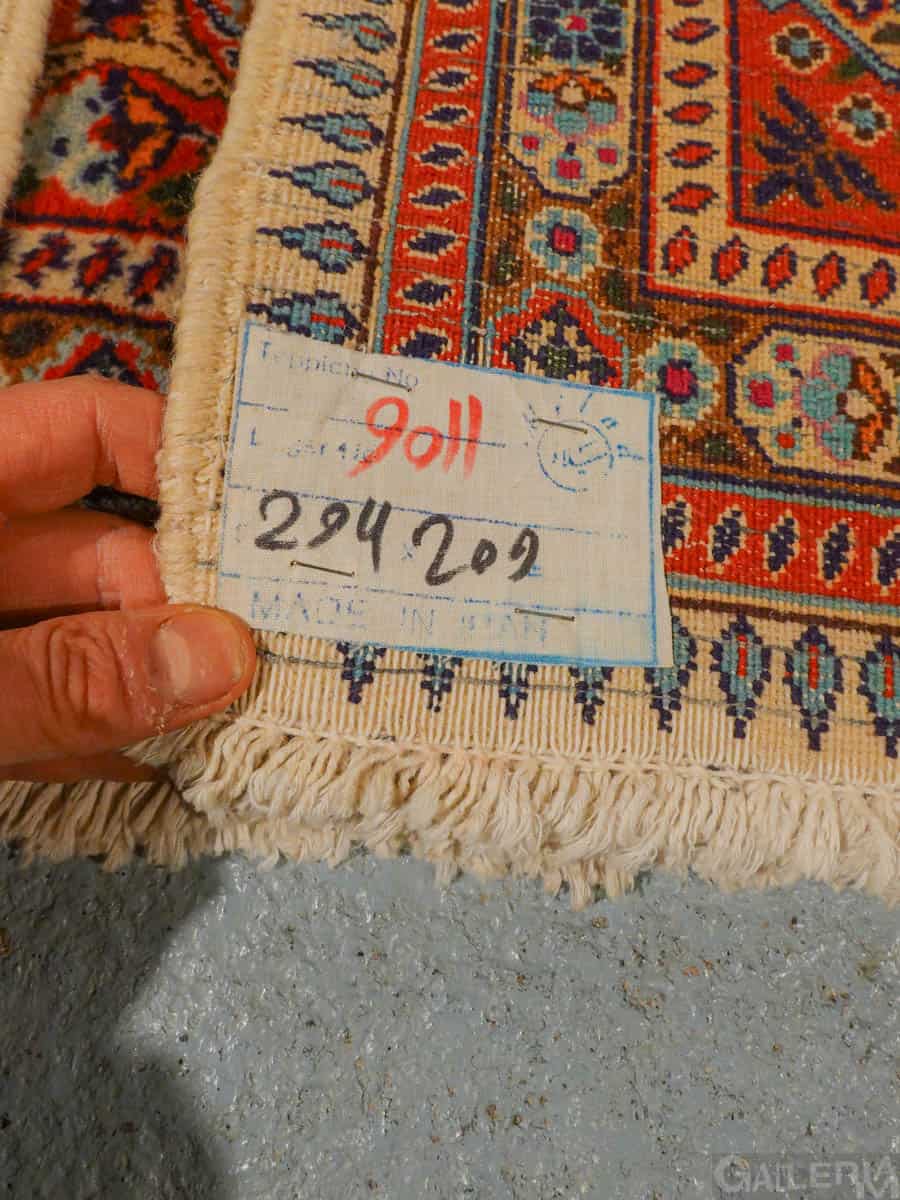 Teppich No
9011
294 x 209
MADE IN IRAN
GALLERIA